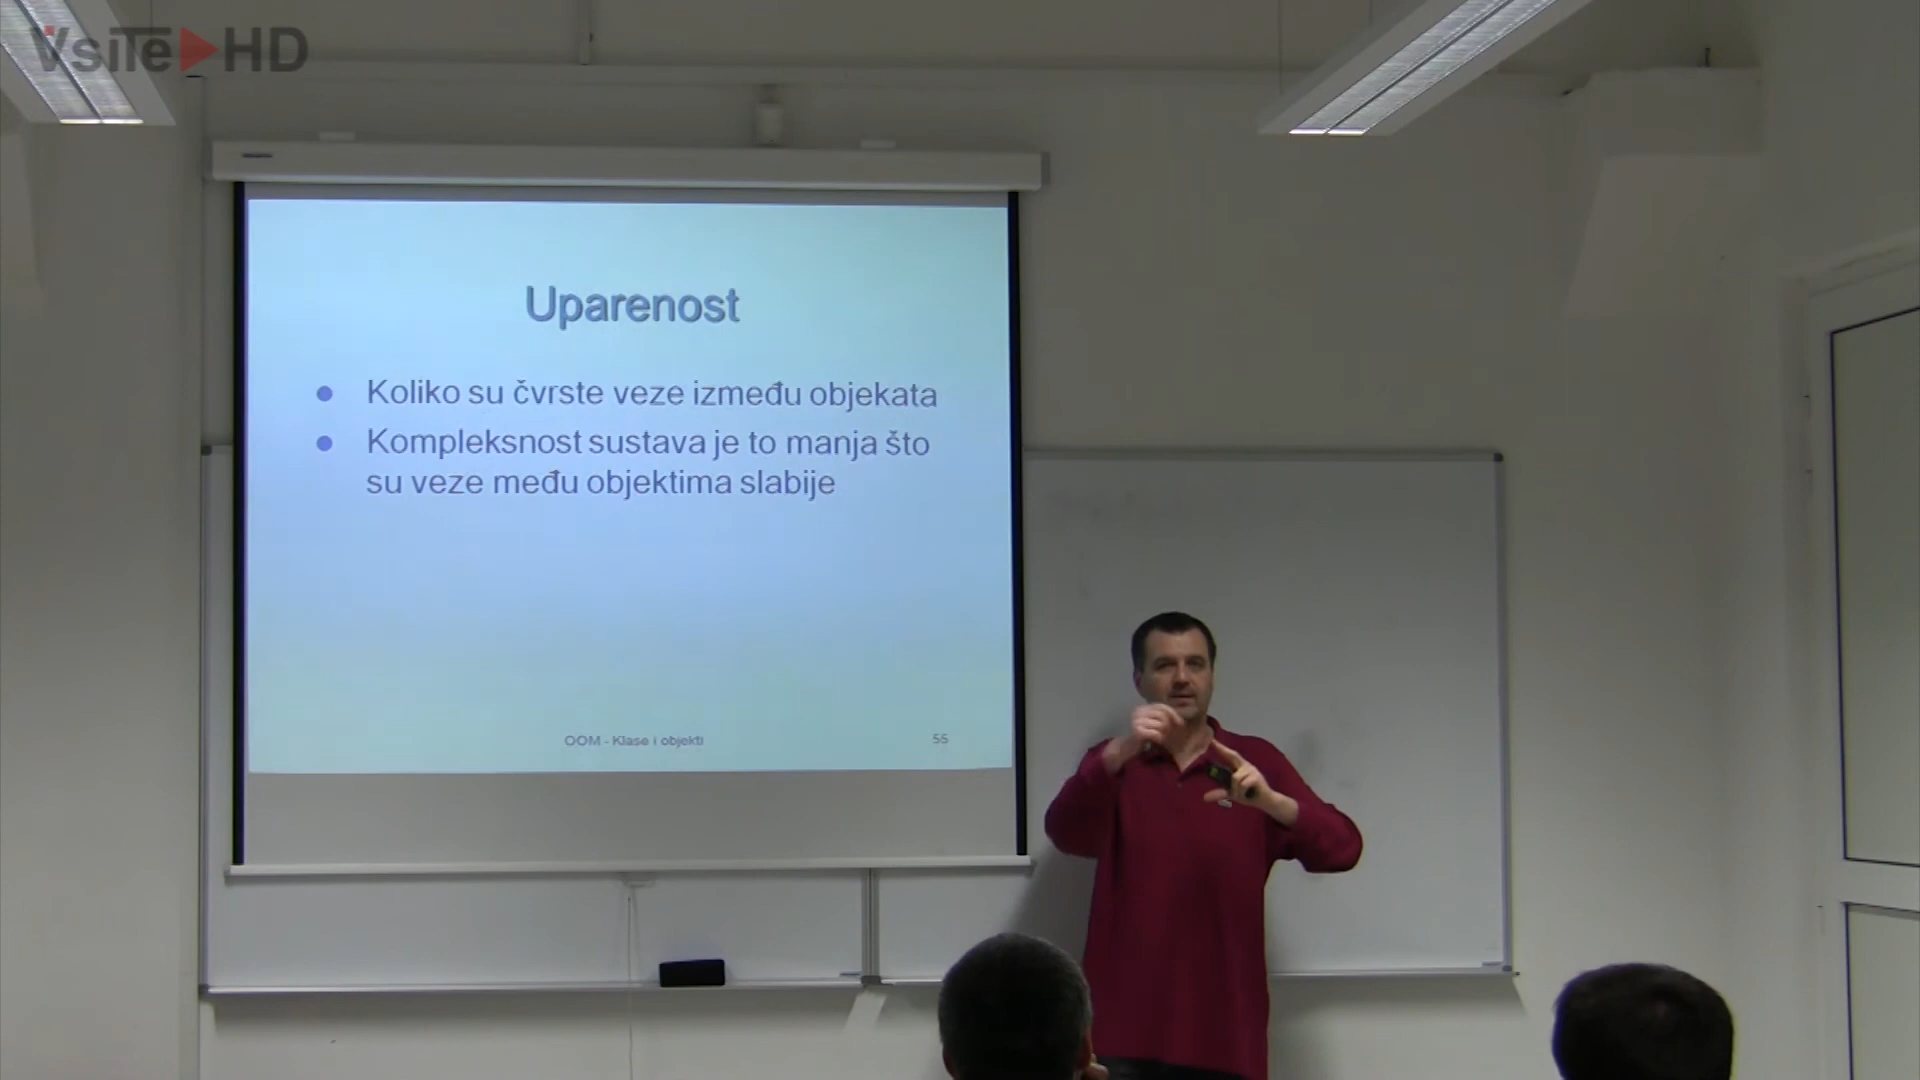 VsiTe HD
Uparenost
Koliko su čvrste veze između objekata
Kompleksnost sustava je to manja što
su veze među objektima slabije
OOM - Klase i objekti
55